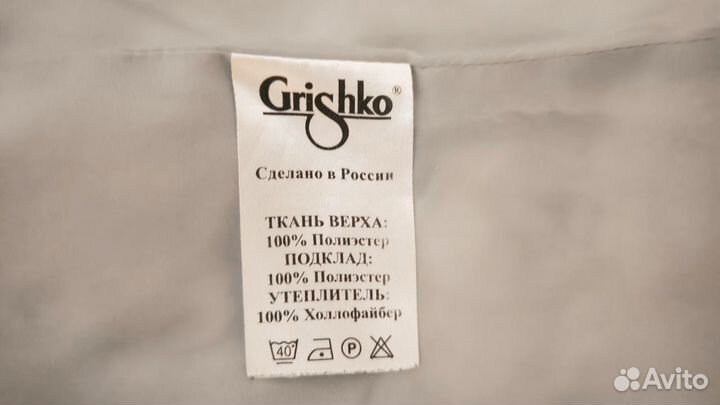 Grishko®
Сделано в России
ТКАНЬ ВЕРХА:
100% Полиэстер
ПОДКЛАД:
100% Полиэстер
УТЕПЛИТЕЛЬ:
100% Холлофайбер
40° P
Avito